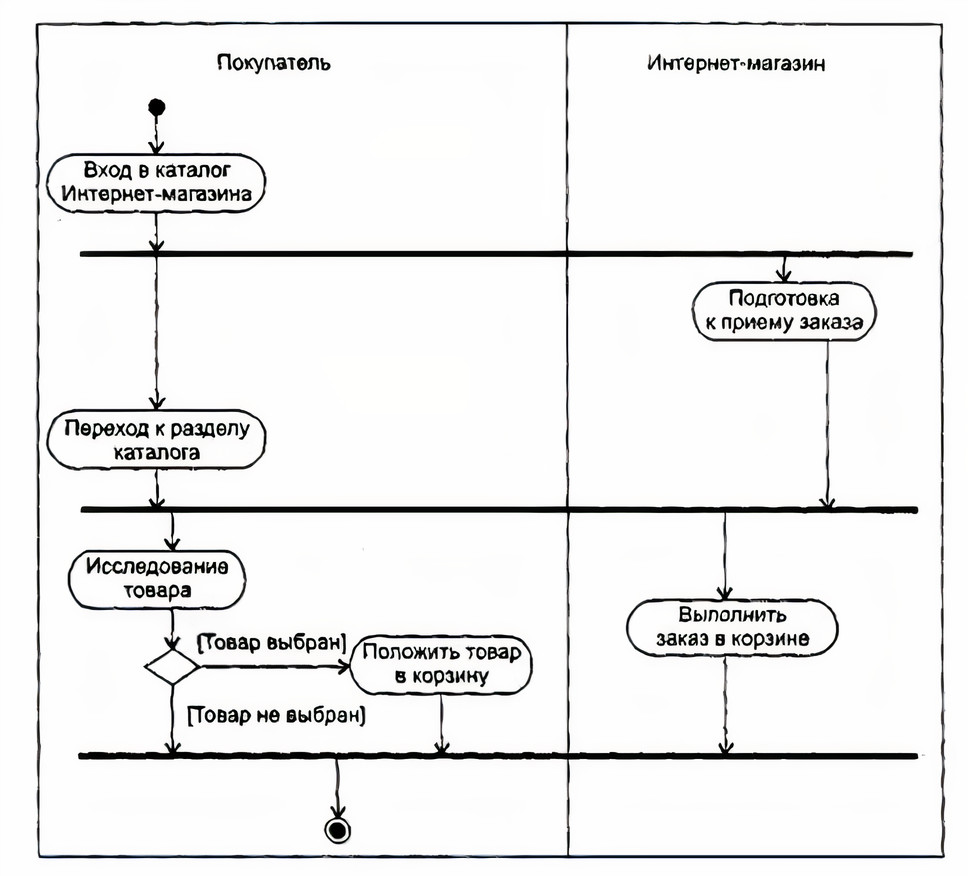 Покупатель
Интернет-магазин
Вход в каталог
Интернет-магазина
Подготовка
к приему заказа
Переход к разделу
каталога
Исследование
товара
[Товар выбран]
Положить товар
в корзину
Выполнить
заказ в корзине
[Товар не выбран]